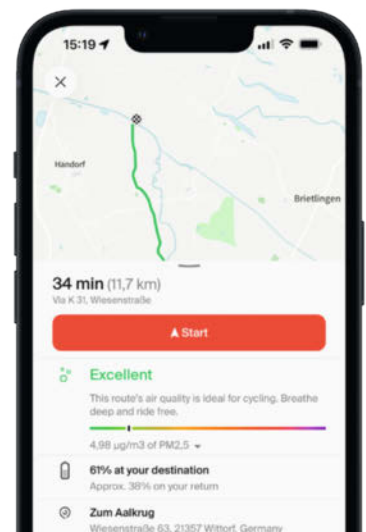 15:19
Handorf
Brietlingen
34 min (11,7 km)
Via K 31, Wiesenstraße
Start
Excellent
This route's air quality is ideal for cycling. Breathe
deep and ride free.
4,98 µg/m3 of PM2,5
61% at your destination
Approx. 38% on your return
Zum Aalkrug
Wiesenstraße 63, 21357 Wittorf, Germany